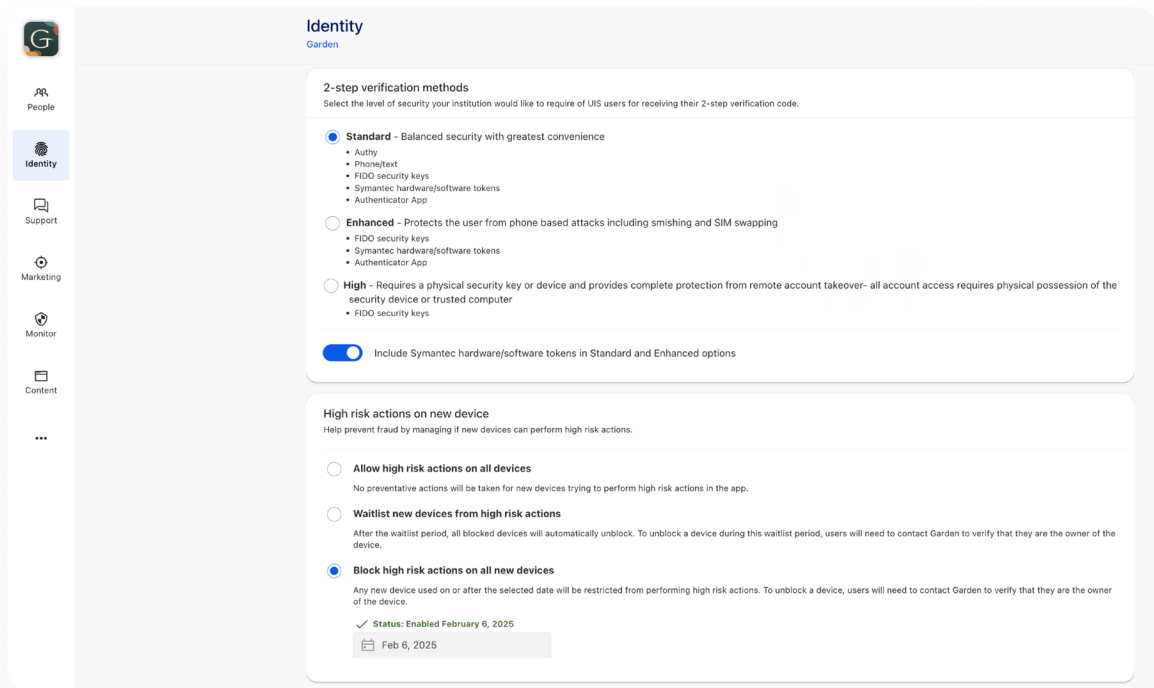 G
Identity
Garden
People
Identity
Support
Marketing
Monitor
Content
2-step verification methods
Select the level of security your institution would like to require of UIS users for receiving their 2-step verification code.
Standard - Balanced security with greatest convenience
• Authy
• Phone/text
• FIDO security keys
• Symantec hardware/software tokens
• Authenticator App
Enhanced - Protects the user from phone based attacks including smishing and SIM swapping
• FIDO security keys
• Symantec hardware/software tokens
• Authenticator App
High - Requires a physical security key or device and provides complete protection from remote account takeover- all account access requires physical possession of the
security device or trusted computer
• FIDO security keys
Include Symantec hardware/software tokens in Standard and Enhanced options
High risk actions on new device
Help prevent fraud by managing if new devices can perform high risk actions.
Allow high risk actions on all devices
No preventative actions will be taken for new devices trying to perform high risk actions in the app.
Waitlist new devices from high risk actions
After the waitlist period, all blocked devices will automatically unblock. To unblock a device during this waitlist period, users will need to contact Garden to verify that they are the owner of the
device.
Block high risk actions on all new devices
Any new device used on or after the selected date will be restricted from performing high risk actions. To unblock a device, users will need to contact Garden to verify that they are the owner
of the device.
Status: Enabled February 6, 2025
Feb 6, 2025